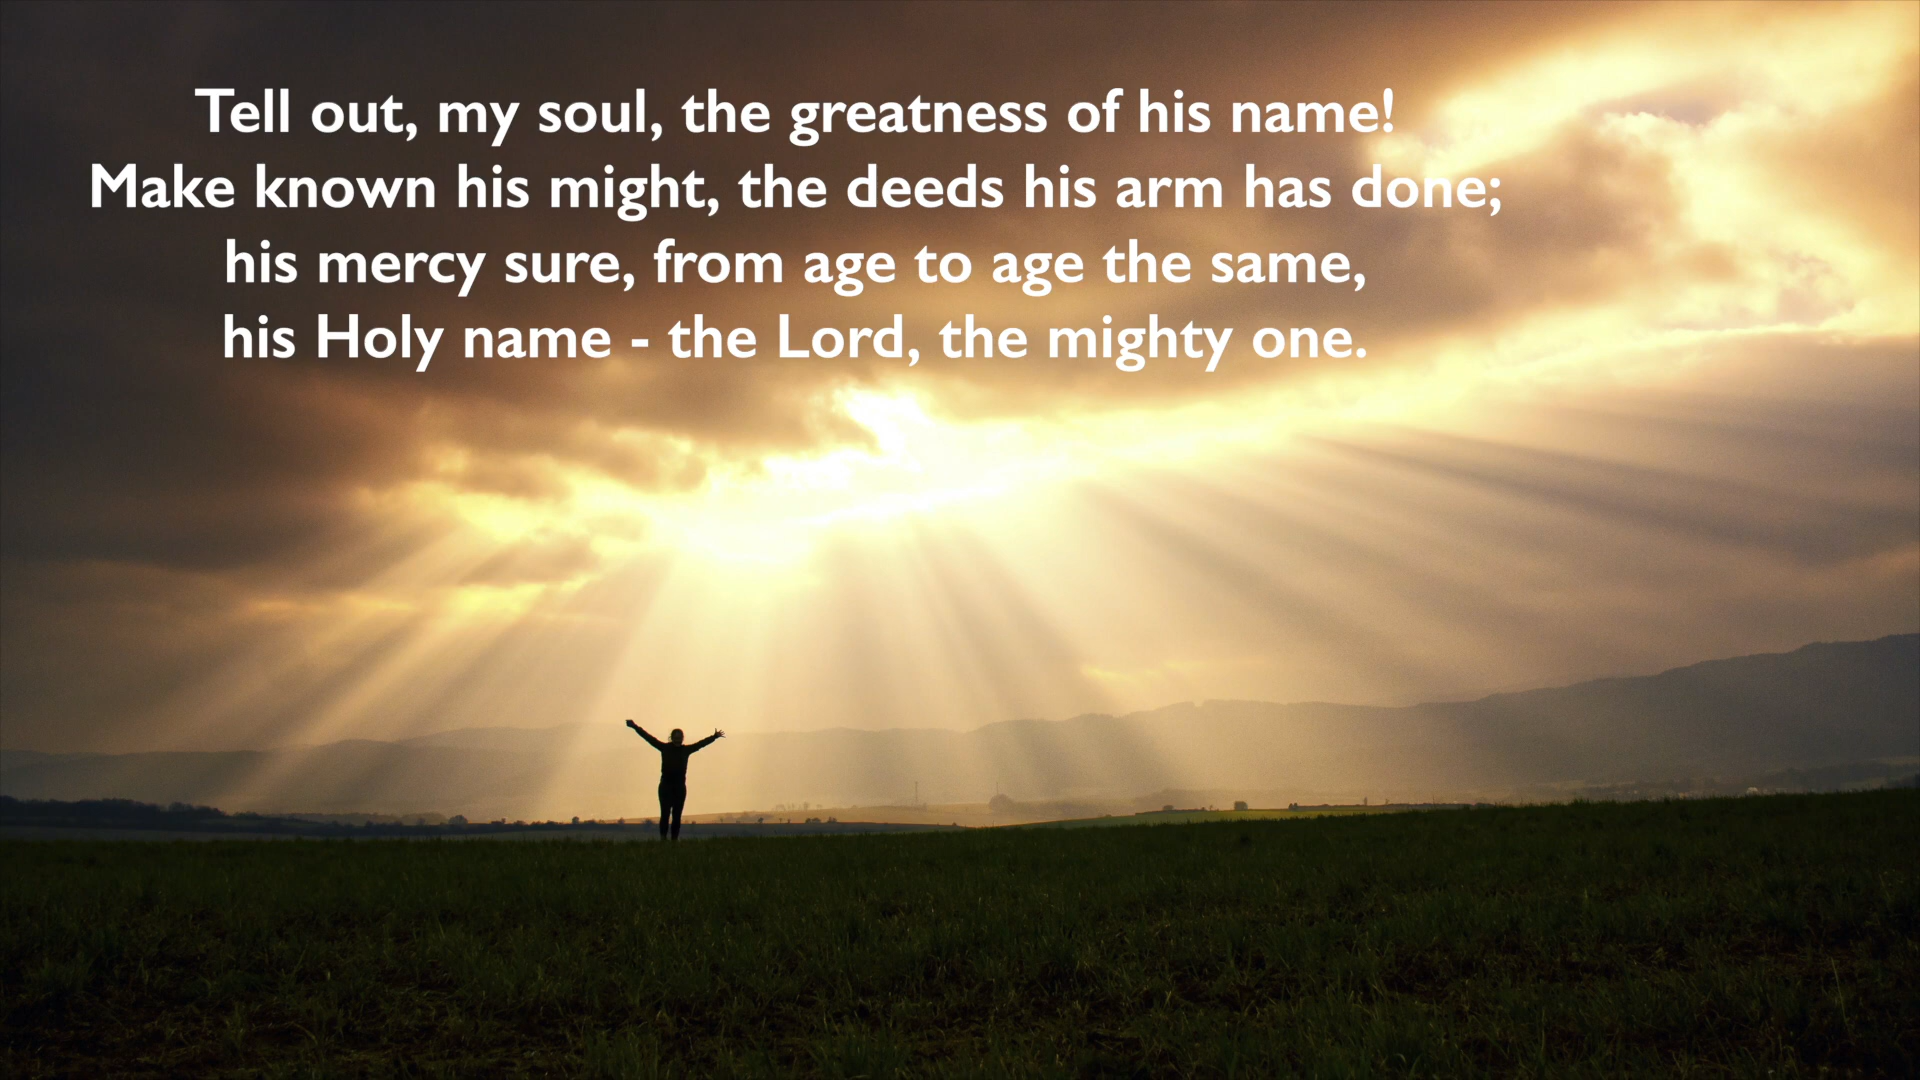 Tell out, my soul, the greatness of his name!
Make known his might, the deeds his arm has done;
his mercy sure, from age to age the same,
his Holy name - the Lord, the mighty one.